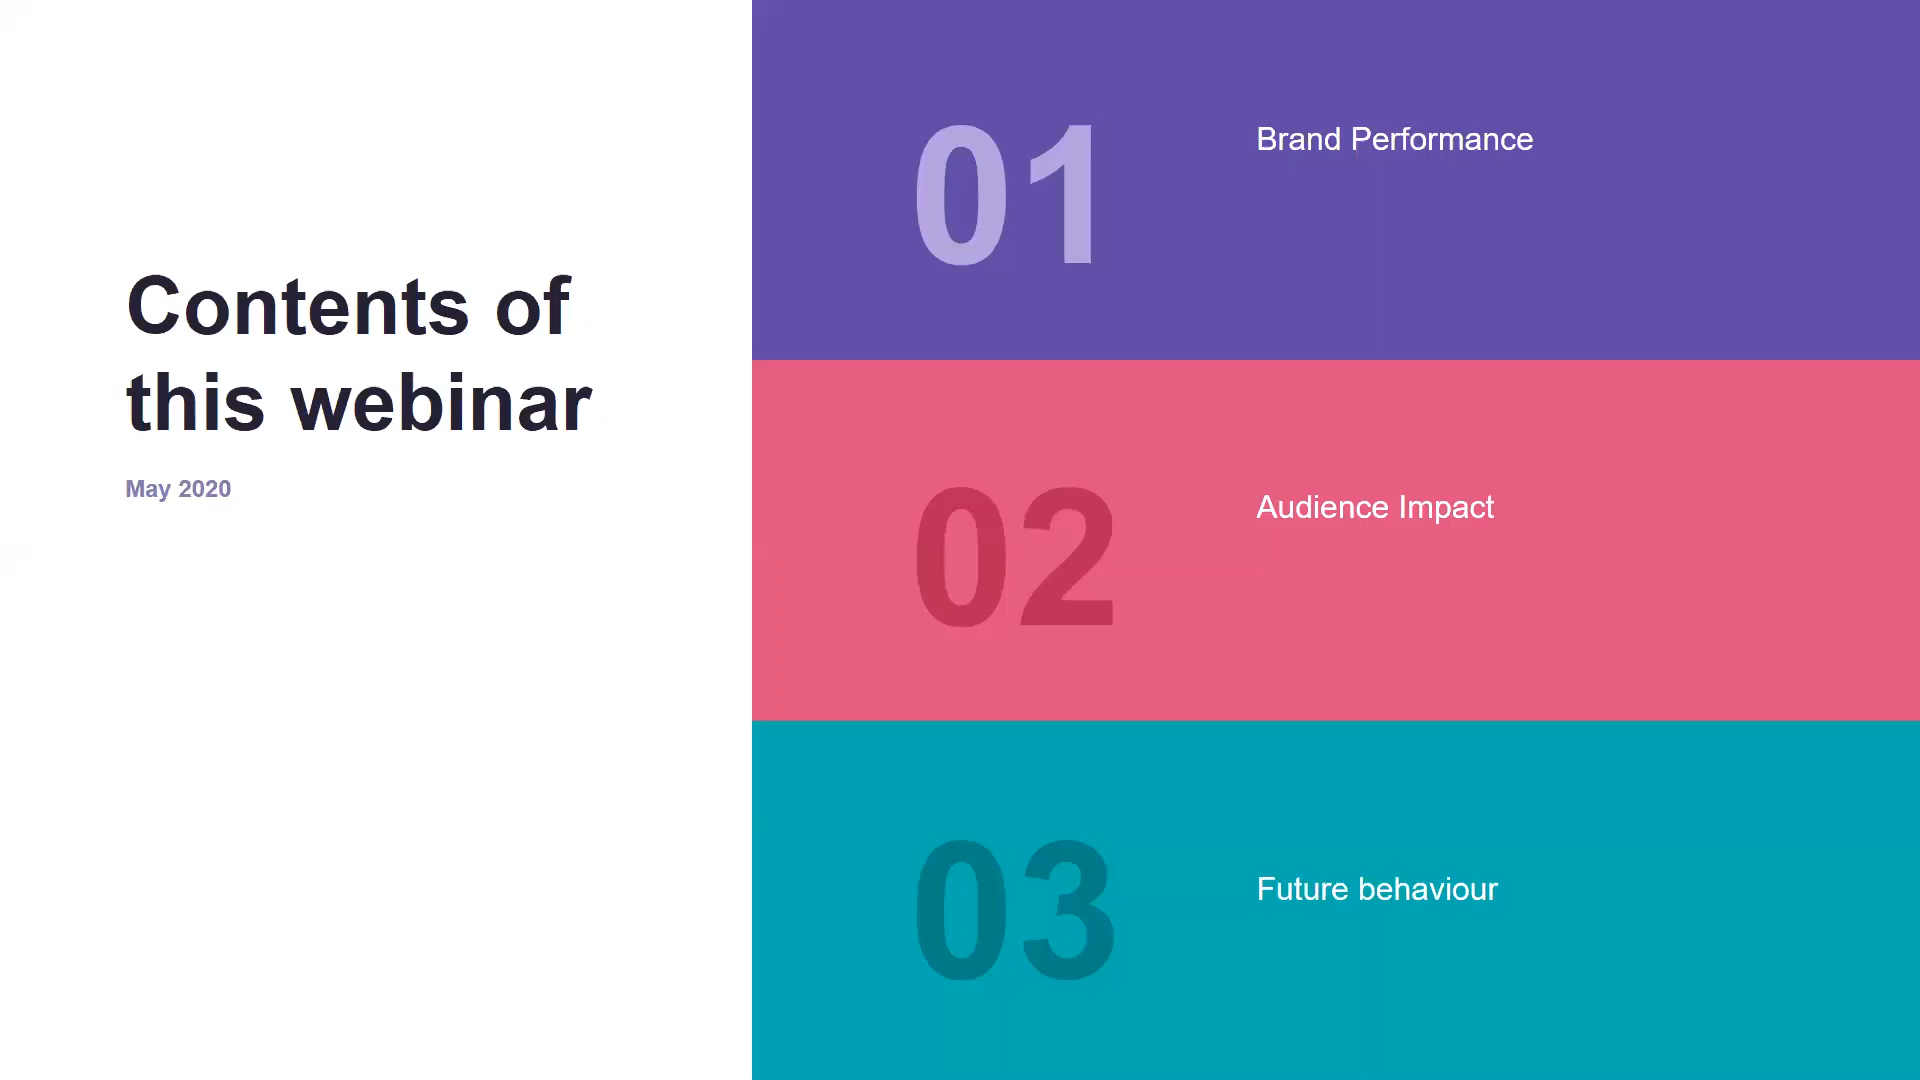 Contents of
this webinar
May 2020
01
Brand Performance
02
Audience Impact
03
Future behaviour